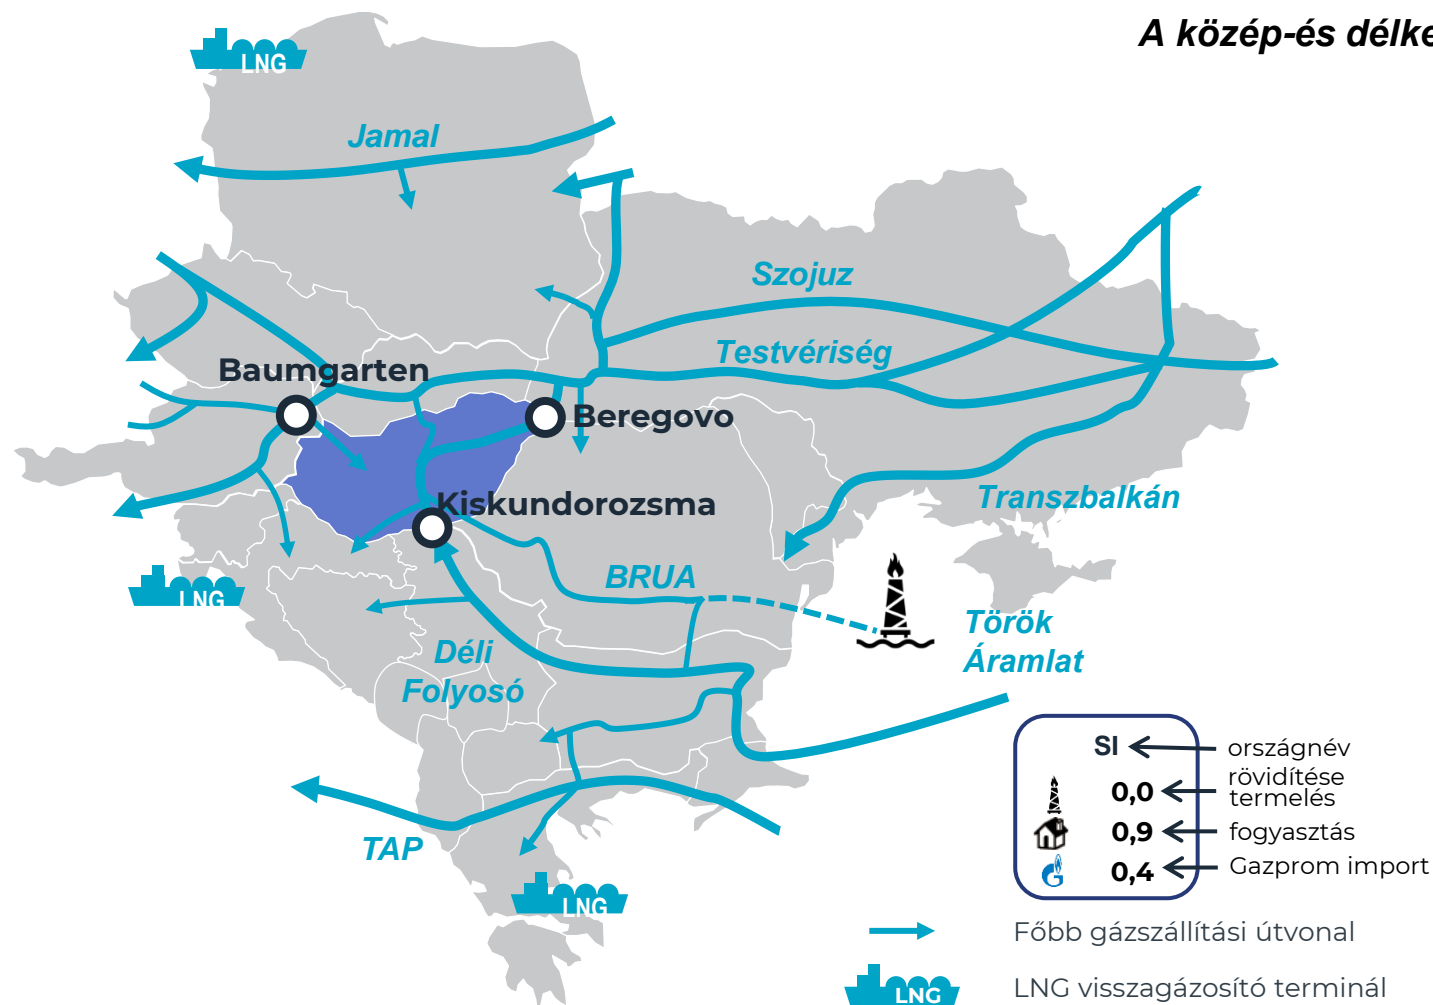 A közép-és délke
LNG
Jamal
Szojuz
Testvériség
Baumgarten
Beregovo
Kiskundorozsma
Transzbalkán
LNG
BRUA
Török
Áramlat
Déli
Folyosó
TAP
LNG
SI
országnév
rövidítése
0,0
termelés
0,9
fogyasztás
0,4
Gazprom import
Főbb gázszállítási útvonal
LNG
LNG visszagázosító terminál